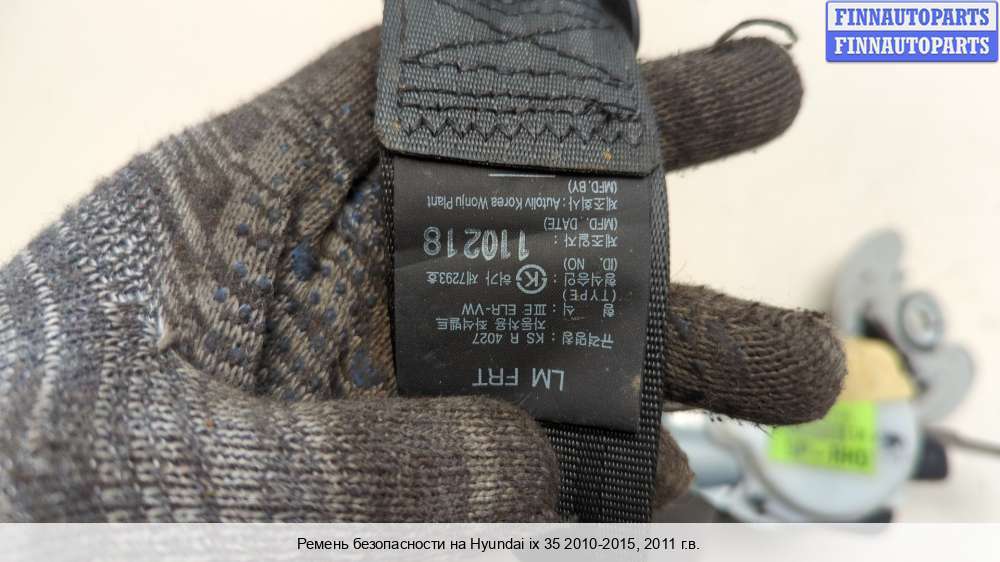 FINNAUTOPARTS
FINNAUTOPARTS
LM FRT
규격명칭 : KS R 4027
자동차용 좌석벨트
형 식 : ⅢE ELR-VW
(TYPE)
형식승인 : K 허가 제7293호
(ID. NO)
제조일자 : 110218
(MFD. DATE)
제조회사 : Autoliv Korea Wonju Plant
(MFD.BY)
Ремень безопасности на Hyundai ix 35 2010-2015, 2011 г.в.